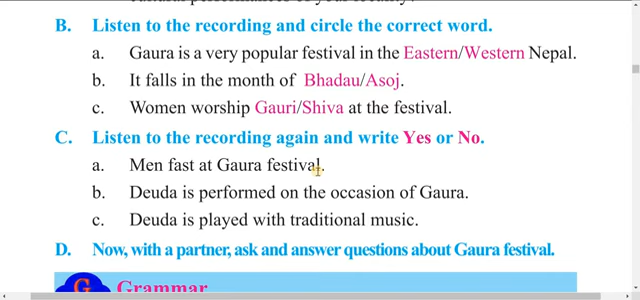 B. Listen to the recording and circle the correct word.
a. Gaura is a very popular festival in the Eastern/Western Nepal.
b. It falls in the month of Bhadau/Asoj.
c. Women worship Gauri/Shiva at the festival.
C. Listen to the recording again and write Yes or No.
a. Men fast at Gaura festival.
b. Deuda is performed on the occasion of Gaura.
c. Deuda is played with traditional music.
D. Now, with a partner, ask and answer questions about Gaura festival.
G Grammar